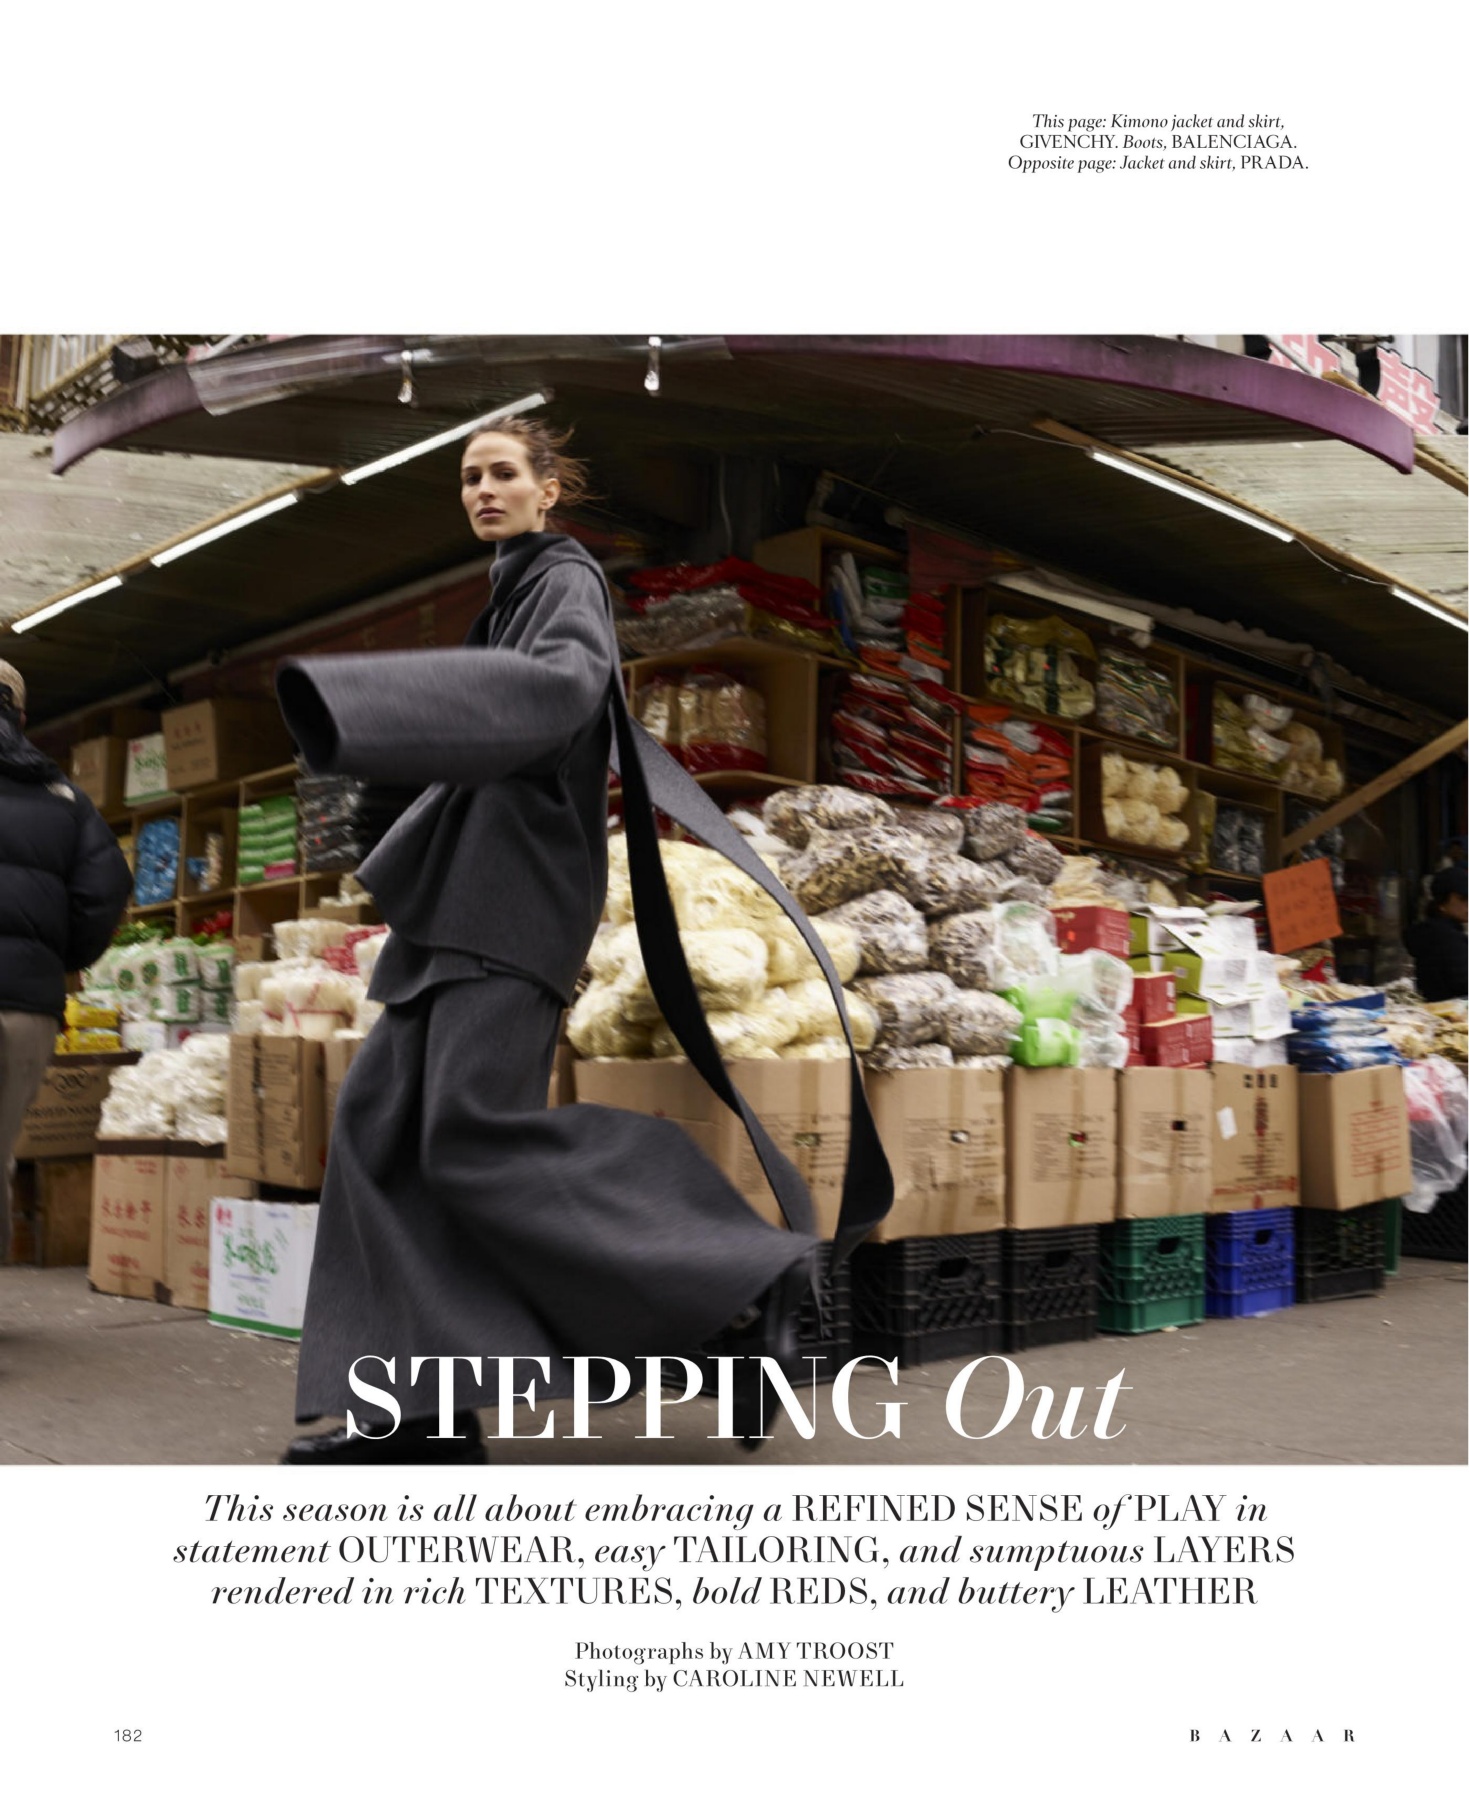 This page: Kimono jacket and skirt,
GIVENCHY. Boots, BALENCIAGA.
Opposite page: Jacket and skirt, PRADA.
STEPPING Out
This season is all about embracing a REFINED SENSE of PLAY in
statement OUTERWEAR, easy TAILORING, and sumptuous LAYERS
rendered in rich TEXTURES, bold REDS, and buttery LEATHER
Photographs by AMY TROOST
Styling by CAROLINE NEWELL
182
BAZAAR